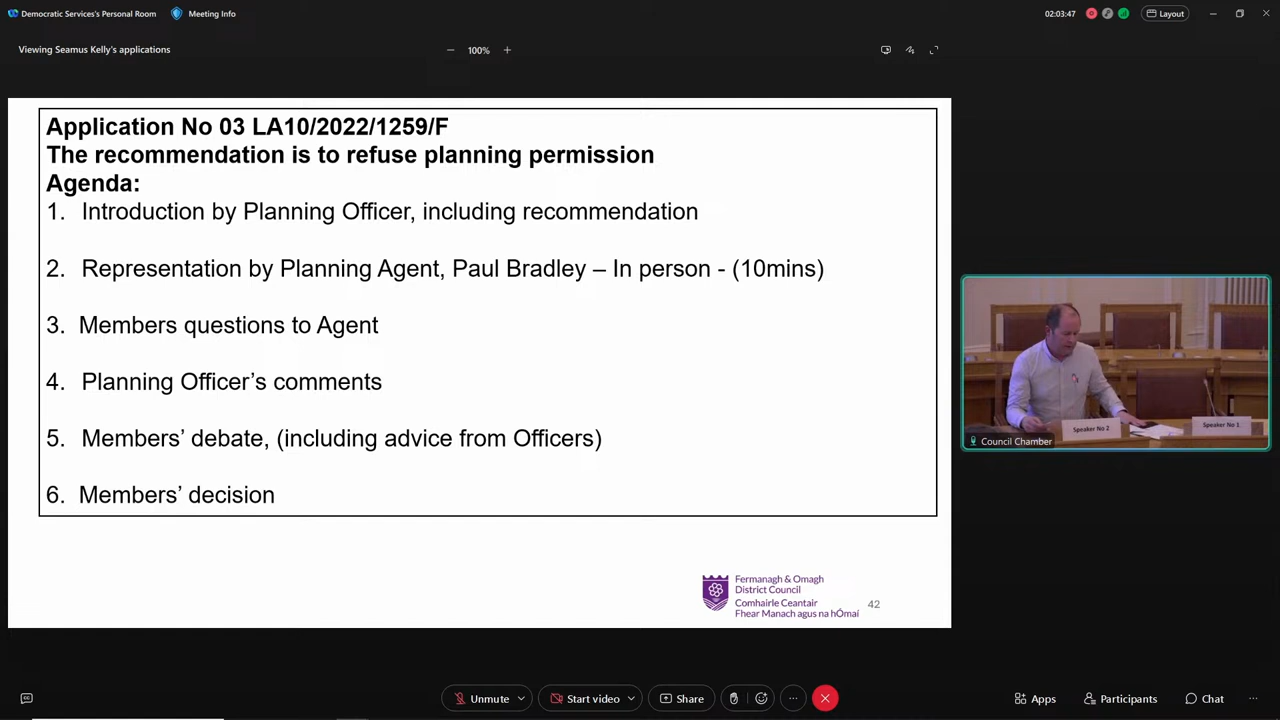 Democratic Services's Personal Room
Meeting Info
02:03:47
Layout
Viewing Seamus Kelly's applications
100%
Application No 03 LA10/2022/1259/F
The recommendation is to refuse planning permission
Agenda:
1. Introduction by Planning Officer, including recommendation
2. Representation by Planning Agent, Paul Bradley – In person - (10mins)
3. Members questions to Agent
4. Planning Officer’s comments
5. Members’ debate, (including advice from Officers)
6. Members’ decision
Fermanagh & Omagh
District Council
Comhairle Ceantair
Fhear Manach agus na hÓmaí
42
Speaker No 2
Speaker No 1
Council Chamber
Unmute
Start video
Share
Apps
Participants
Chat